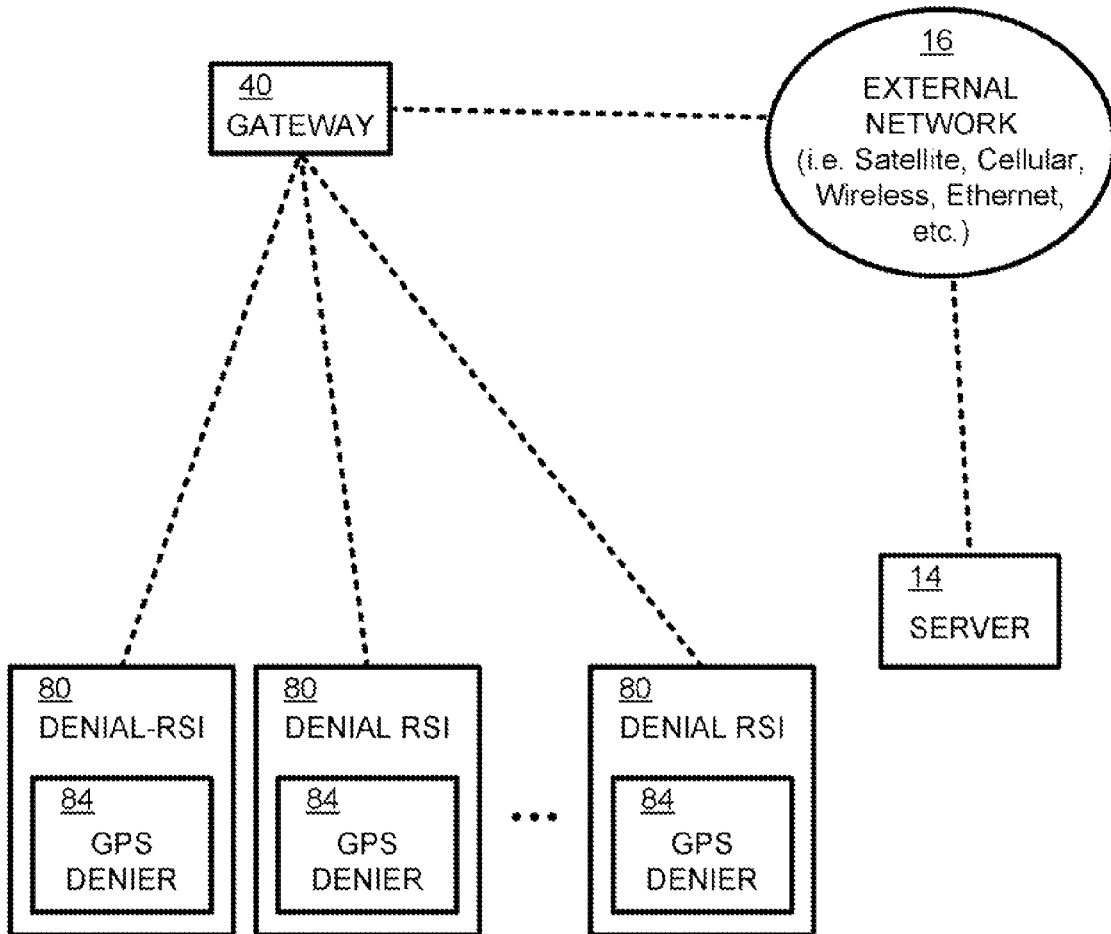 40
GATEWAY
16
EXTERNAL
NETWORK
(i.e. Satellite, Cellular,
Wireless, Ethernet,
etc.)
14
SERVER
80
DENIAL-RSI
84
GPS
DENIER
80
DENIAL RSI
84
GPS
DENIER
...
80
DENIAL RSI
84
GPS
DENIER